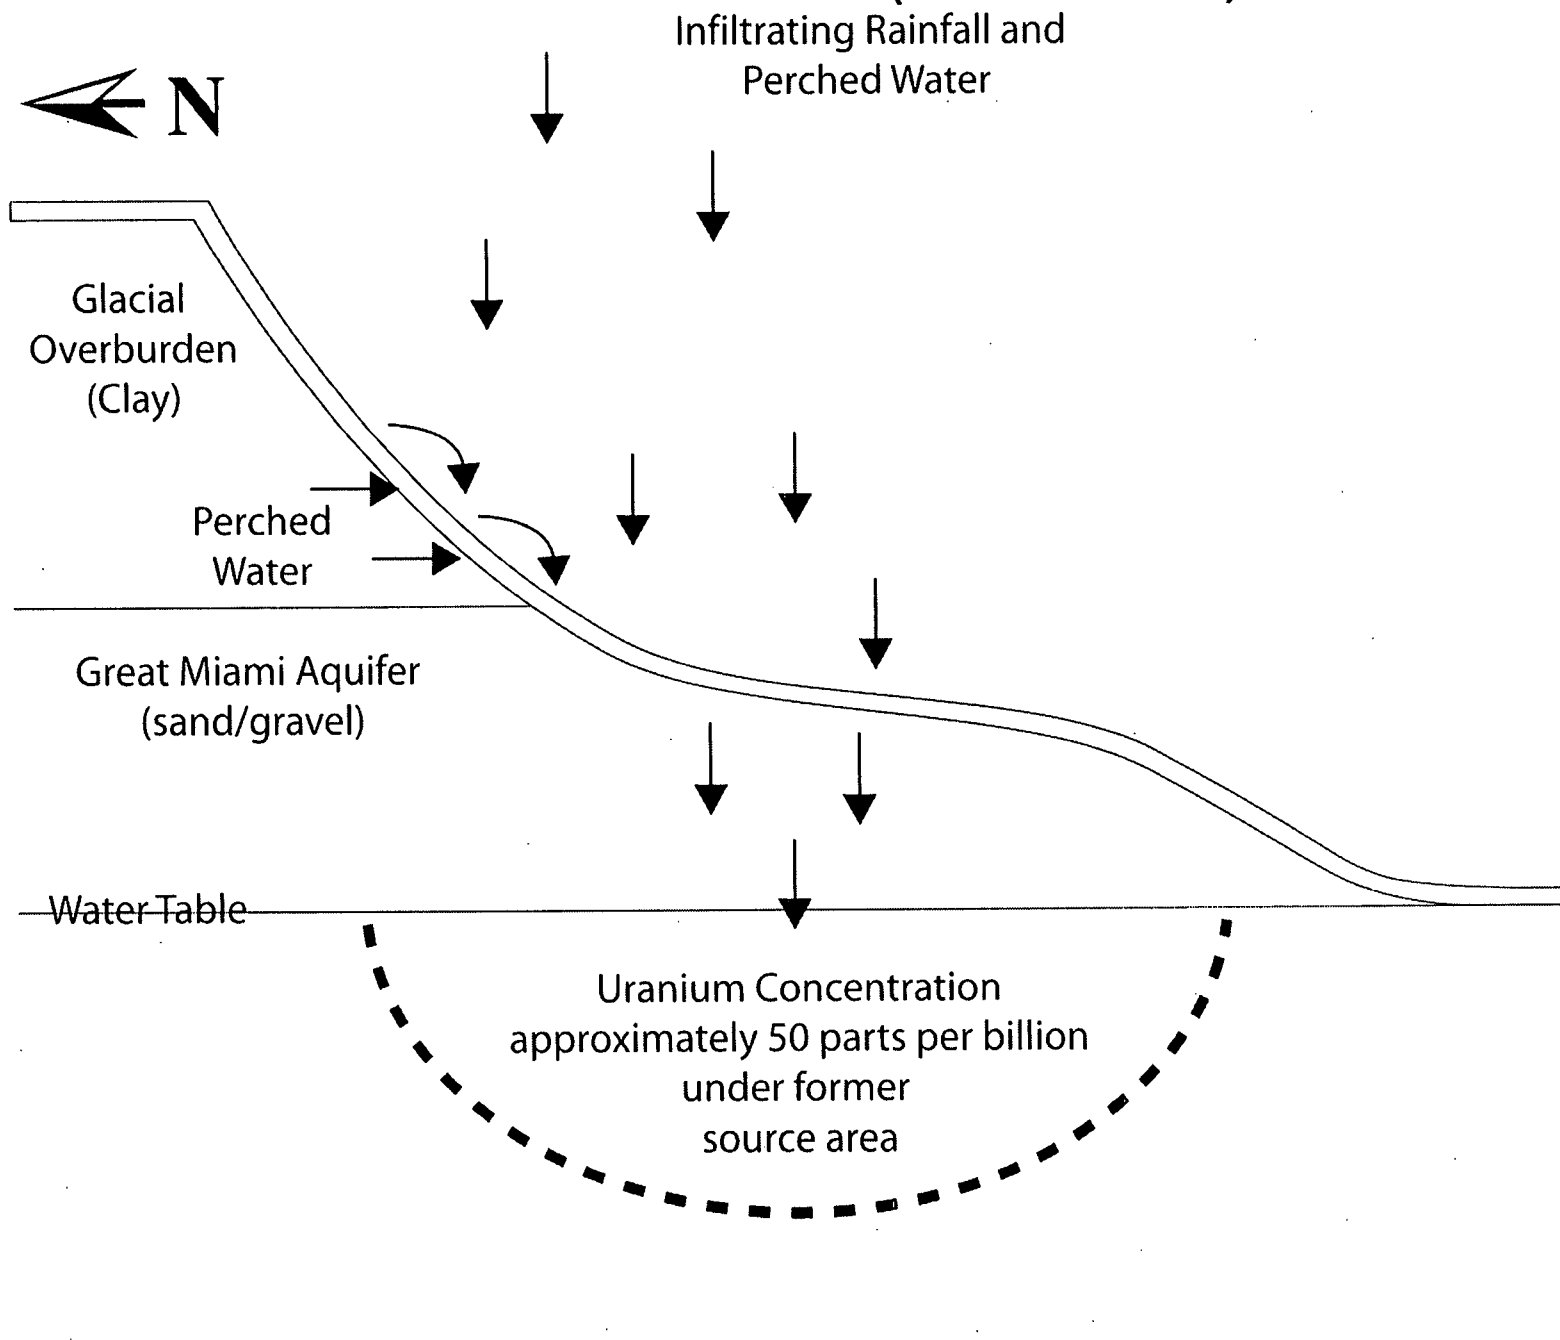 Infiltrating Rainfall and
Perched Water
N
Glacial
Overburden
(Clay)
Perched
Water
Great Miami Aquifer
(sand/gravel)
Water Table
Uranium Concentration
approximately 50 parts per billion
under former
source area